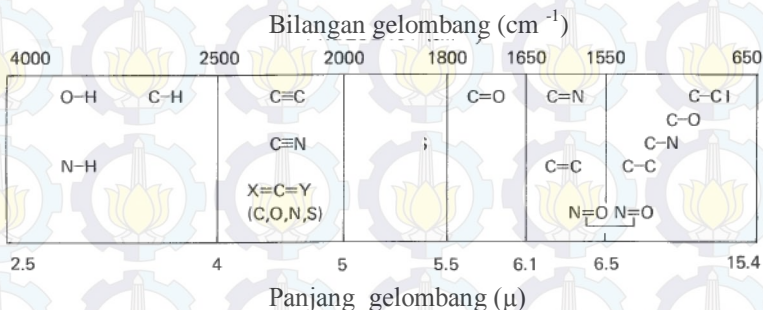 Bilangan gelombang (cm -1)
4000 2500 2000 1800 1650 1550 650
O-H C-H C≡C C=O C=N C-Cl
C-O
C≡N C-N
N-H C=C C-C
X=C=Y
(C,O,N,S) N=O N=O
2.5 4 5 5.5 6.1 6.5 15.4
Panjang gelombang (μ)